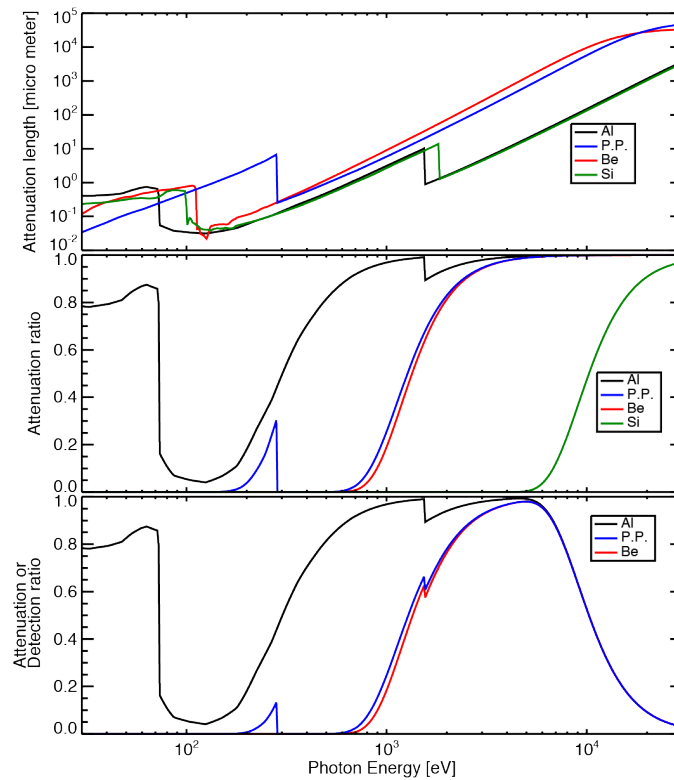 Attenuation length [micro meter]
10^5
10^4
10^3
10^2
10^1
10^0
10^-1
10^-2
Al
P.P.
Be
Si
Attenuation ratio
1.0
0.8
0.6
0.4
0.2
0.0
Al
P.P.
Be
Si
Attenuation or
Detection ratio
1.0
0.8
0.6
0.4
0.2
0.0
Al
P.P.
Be
10^2
10^3
10^4
Photon Energy [eV]